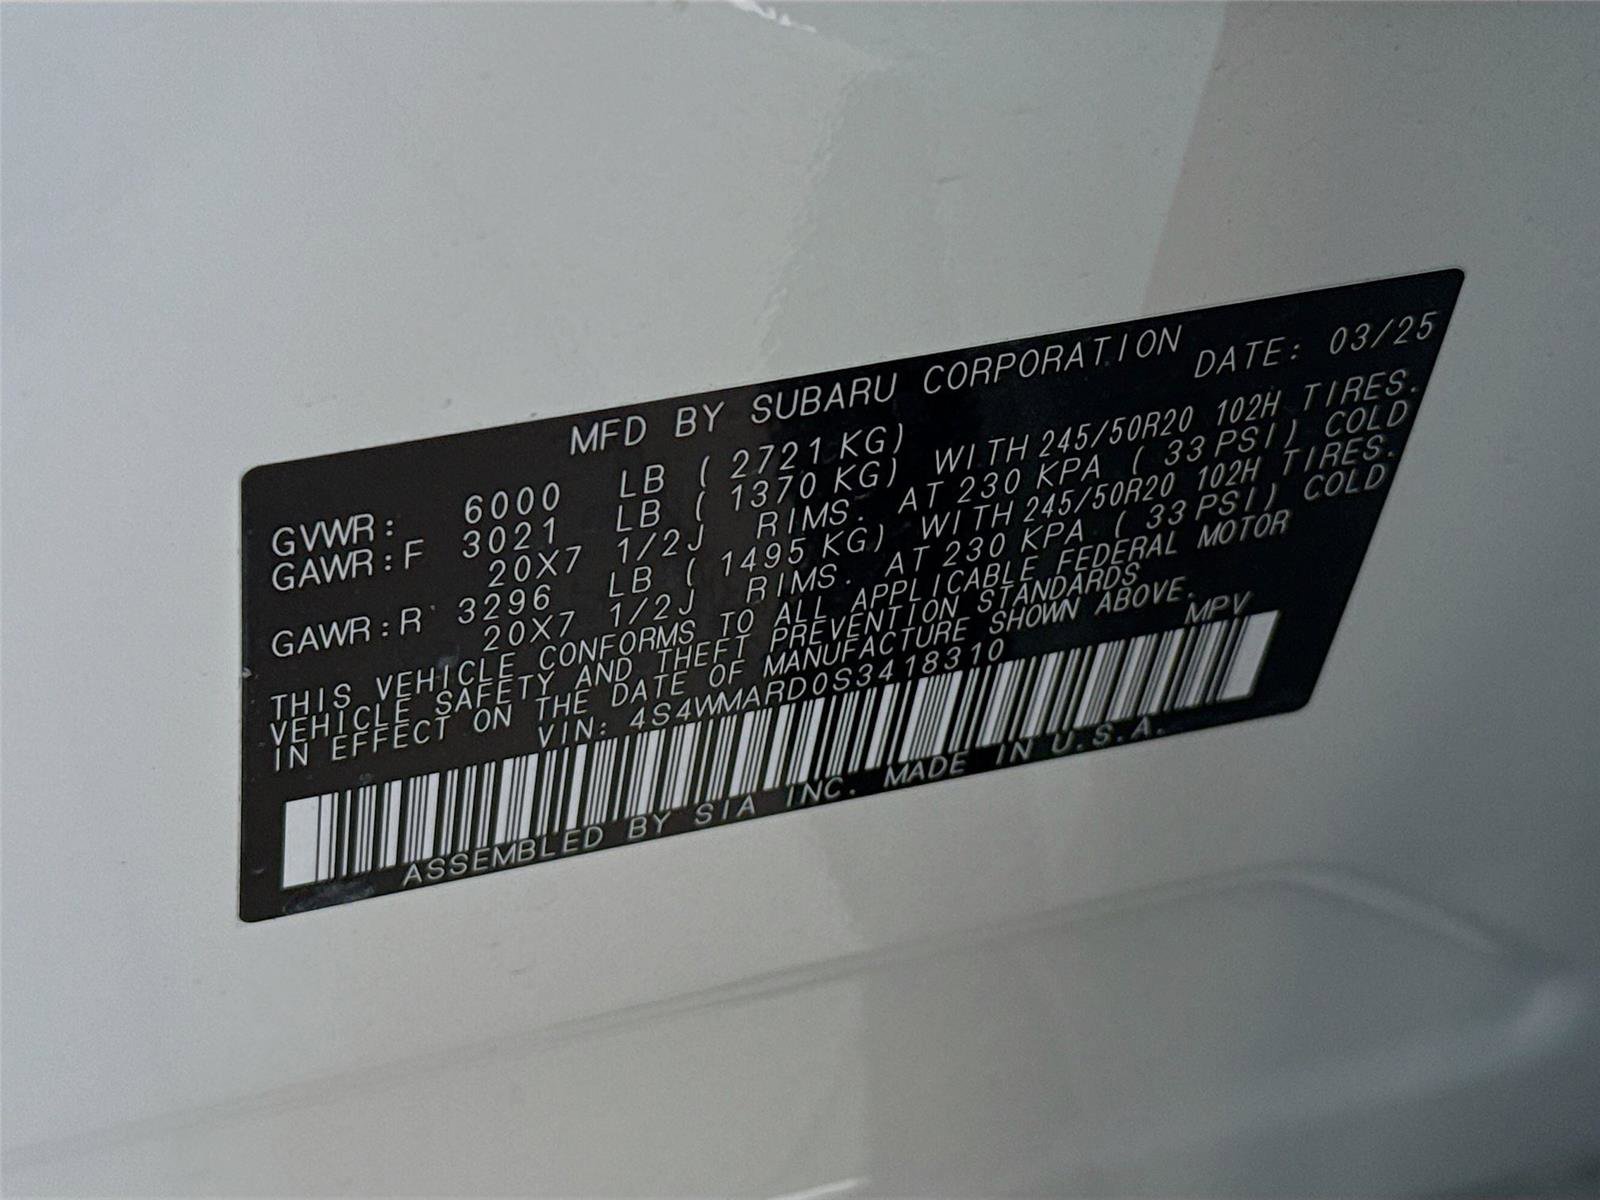 MFD BY SUBARU CORPORATION
DATE: 03/25
GVWR: 6000 LB ( 2721 KG)
GAWR:F 3021 LB ( 1370 KG) WITH 245/50R20 102H TIRES.
20X7 1/2J RIMS. AT 230 KPA ( 33 PSI) COLD
GAWR:R 3296 LB ( 1495 KG) WITH 245/50R20 102H TIRES.
20X7 1/2J RIMS. AT 230 KPA ( 33 PSI) COLD
THIS VEHICLE CONFORMS TO ALL APPLICABLE FEDERAL MOTOR
VEHICLE SAFETY AND THEFT PREVENTION STANDARDS
IN EFFECT ON THE DATE OF MANUFACTURE SHOWN ABOVE.
VIN: 4S4WMARD0S3418310 MPV
ASSEMBLED BY SIA INC. MADE IN U.S.A.